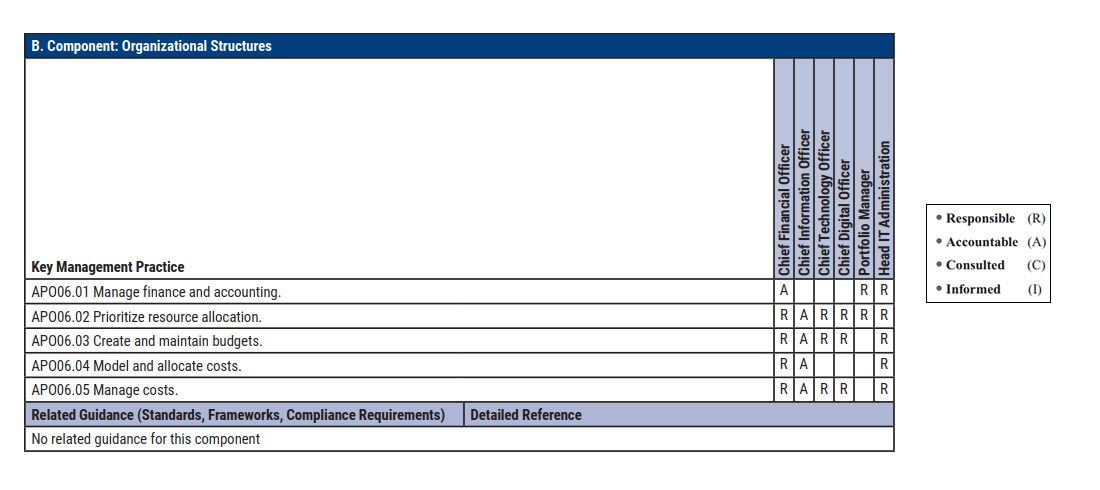 B. Component: Organizational Structures
Key Management Practice
Chief Financial Officer
Chief Information Officer
Chief Technology Officer
Chief Digital Officer
Portfolio Manager
Head IT Administration
APO06.01 Manage finance and accounting. A R R
APO06.02 Prioritize resource allocation. R A R R R R
APO06.03 Create and maintain budgets. R A R R R
APO06.04 Model and allocate costs. R A R
APO06.05 Manage costs. R A R R R
Related Guidance (Standards, Frameworks, Compliance Requirements) Detailed Reference
No related guidance for this component
• Responsible (R)
• Accountable (A)
• Consulted (C)
• Informed (I)